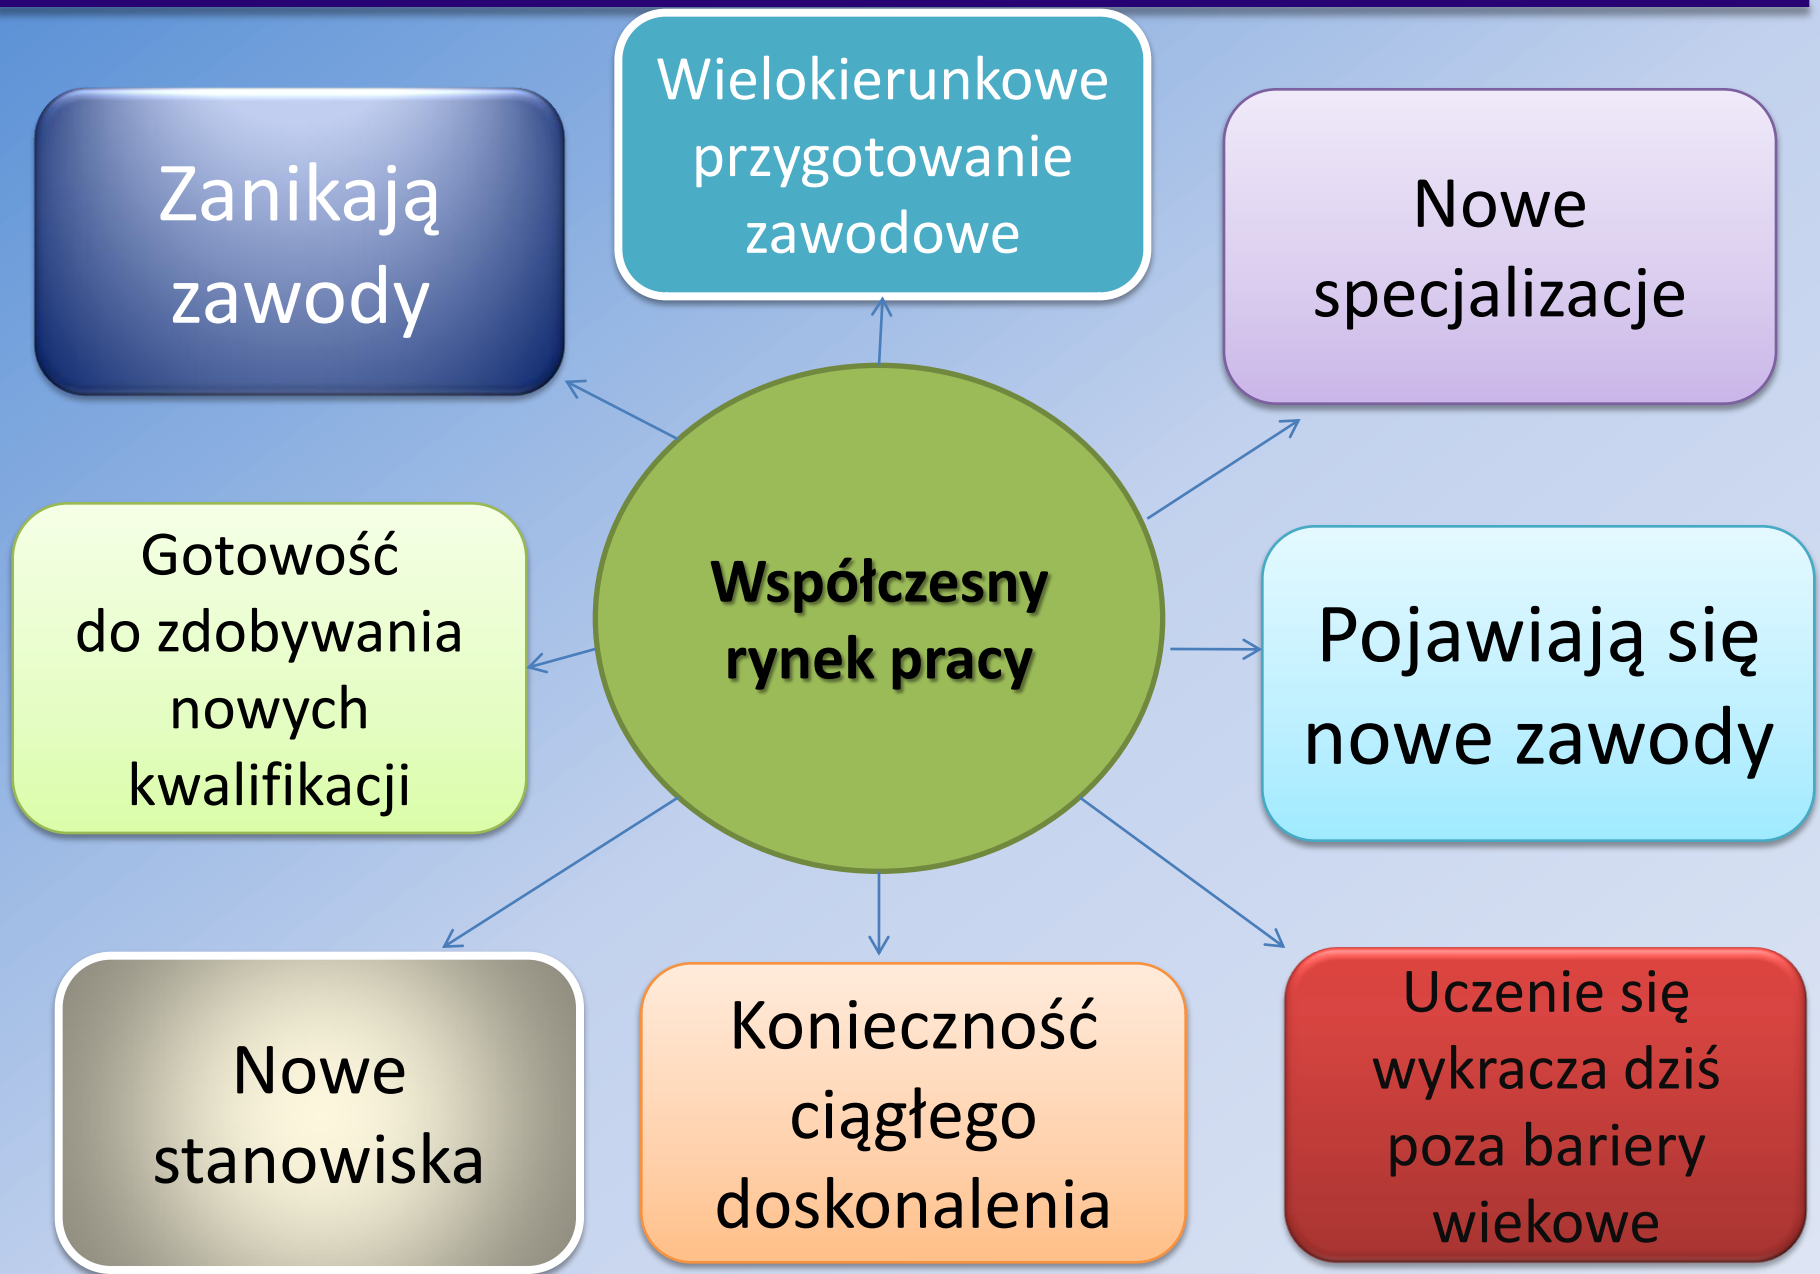 Wielokierunkowe
przygotowanie
zawodowe
Zanikają
zawody
Nowe
specjalizacje
Współczesny
rynek pracy
Gotowość
do zdobywania
nowych
kwalifikacji
Pojawiają się
nowe zawody
Nowe
stanowiska
Konieczność
ciągłego
doskonalenia
Uczenie się
wykracza dziś
poza bariery
wiekowe